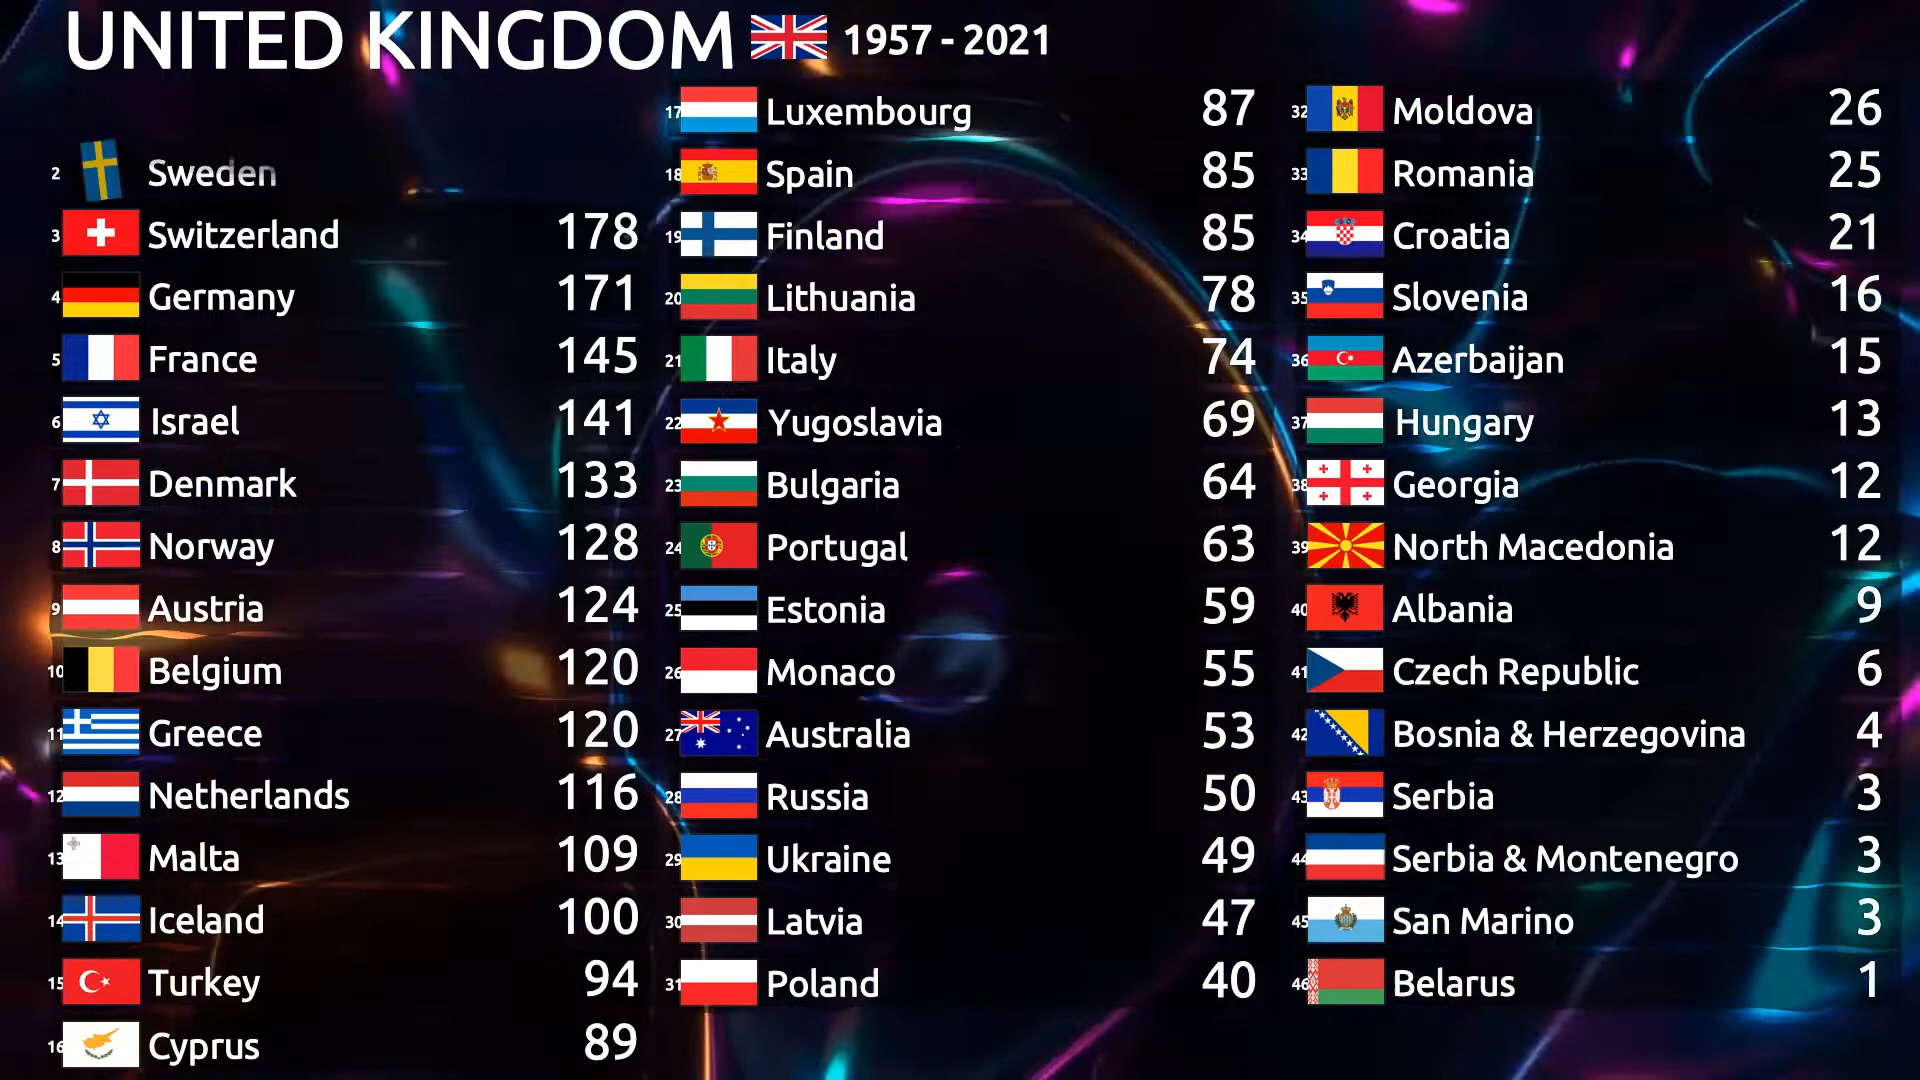 UNITED KINGDOM 1957 - 2021
2 Sweden
3 Switzerland 178
4 Germany 171
5 France 145
6 Israel 141
7 Denmark 133
8 Norway 128
9 Austria 124
10 Belgium 120
11 Greece 120
12 Netherlands 116
13 Malta 109
14 Iceland 100
15 Turkey 94
16 Cyprus 89
17 Luxembourg 87
18 Spain 85
19 Finland 85
20 Lithuania 78
21 Italy 74
22 Yugoslavia 69
23 Bulgaria 64
24 Portugal 63
25 Estonia 59
26 Monaco 55
27 Australia 53
28 Russia 50
29 Ukraine 49
30 Latvia 47
31 Poland 40
32 Moldova 26
33 Romania 25
34 Croatia 21
35 Slovenia 16
36 Azerbaijan 15
37 Hungary 13
38 Georgia 12
39 North Macedonia 12
40 Albania 9
41 Czech Republic 6
42 Bosnia & Herzegovina 4
43 Serbia 3
44 Serbia & Montenegro 3
45 San Marino 3
46 Belarus 1